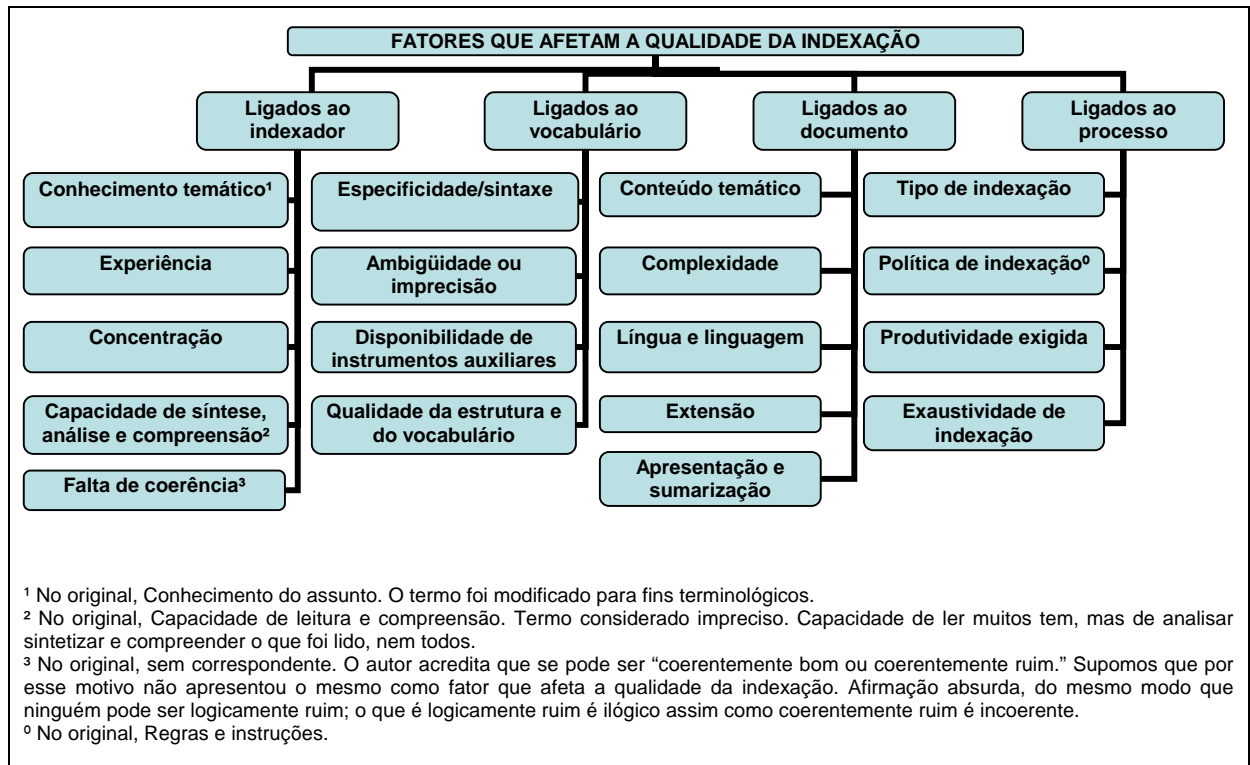 FATORES QUE AFETAM A QUALIDADE DA INDEXAÇÃO
Ligados ao
indexador
Conhecimento temático¹
Experiência
Concentração
Capacidade de síntese,
análise e compreensão²
Falta de coerência³
Ligados ao
vocabulário
Especificidade/sintaxe
Ambigüidade ou
imprecisão
Disponibilidade de
instrumentos auxiliares
Qualidade da estrutura e
do vocabulário
Ligados ao
documento
Conteúdo temático
Complexidade
Língua e linguagem
Extensão
Apresentação e
sumarização
Ligados ao
processo
Tipo de indexação
Política de indexação⁰
Produtividade exigida
Exaustividade de
indexação
¹ No original, Conhecimento do assunto. O termo foi modificado para fins terminológicos.
² No original, Capacidade de leitura e compreensão. Termo considerado impreciso. Capacidade de ler muitos tem, mas de analisar
sintetizar e compreender o que foi lido, nem todos.
³ No original, sem correspondente. O autor acredita que se pode ser “coerentemente bom ou coerentemente ruim.” Supomos que por
esse motivo não apresentou o mesmo como fator que afeta a qualidade da indexação. Afirmação absurda, do mesmo modo que
ninguém pode ser logicamente ruim; o que é logicamente ruim é ilógico assim como coerentemente ruim é incoerente.
⁰ No original, Regras e instruções.